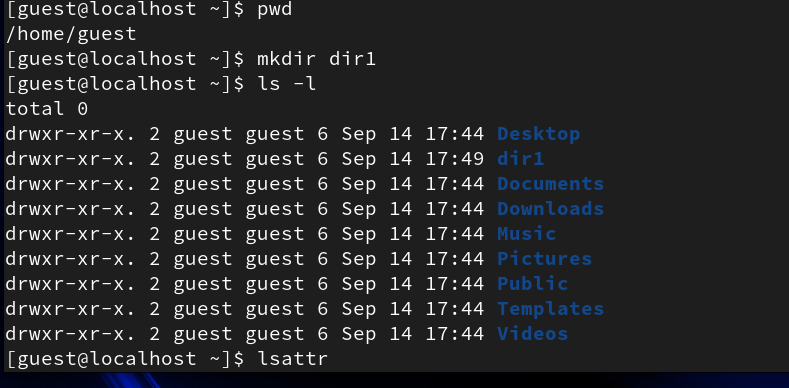 [guest@localhost ~]$ pwd
/home/guest
[guest@localhost ~]$ mkdir dir1
[guest@localhost ~]$ ls -l
total 0
drwxr-xr-x. 2 guest guest 6 Sep 14 17:44 Desktop
drwxr-xr-x. 2 guest guest 6 Sep 14 17:49 dir1
drwxr-xr-x. 2 guest guest 6 Sep 14 17:44 Documents
drwxr-xr-x. 2 guest guest 6 Sep 14 17:44 Downloads
drwxr-xr-x. 2 guest guest 6 Sep 14 17:44 Music
drwxr-xr-x. 2 guest guest 6 Sep 14 17:44 Pictures
drwxr-xr-x. 2 guest guest 6 Sep 14 17:44 Public
drwxr-xr-x. 2 guest guest 6 Sep 14 17:44 Templates
drwxr-xr-x. 2 guest guest 6 Sep 14 17:44 Videos
[guest@localhost ~]$ lsattr